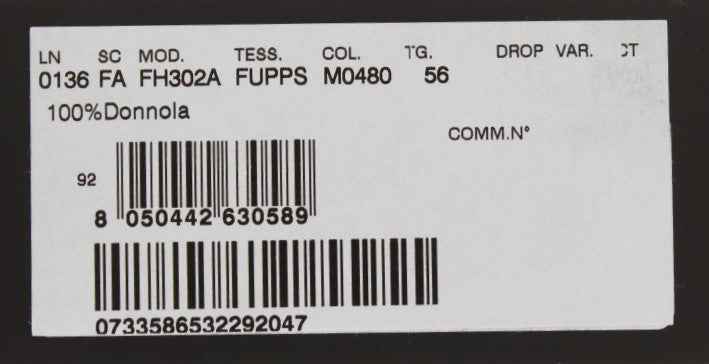 LN SC MOD. TESS. COL. TG. DROP VAR. CT
0136 FA FH302A FUPPS M0480 56
100%Donnola
COMM.N°
92
8 050442 630589
0733586532292047